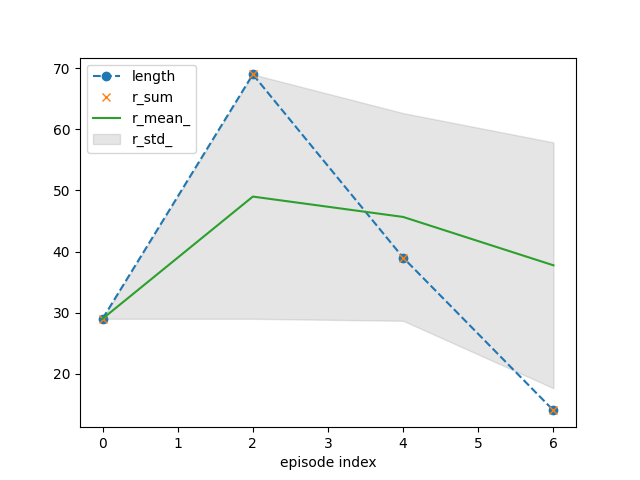 70
60
50
40
30
20
length
r_sum
r_mean_
r_std_
0 1 2 3 4 5 6
episode index